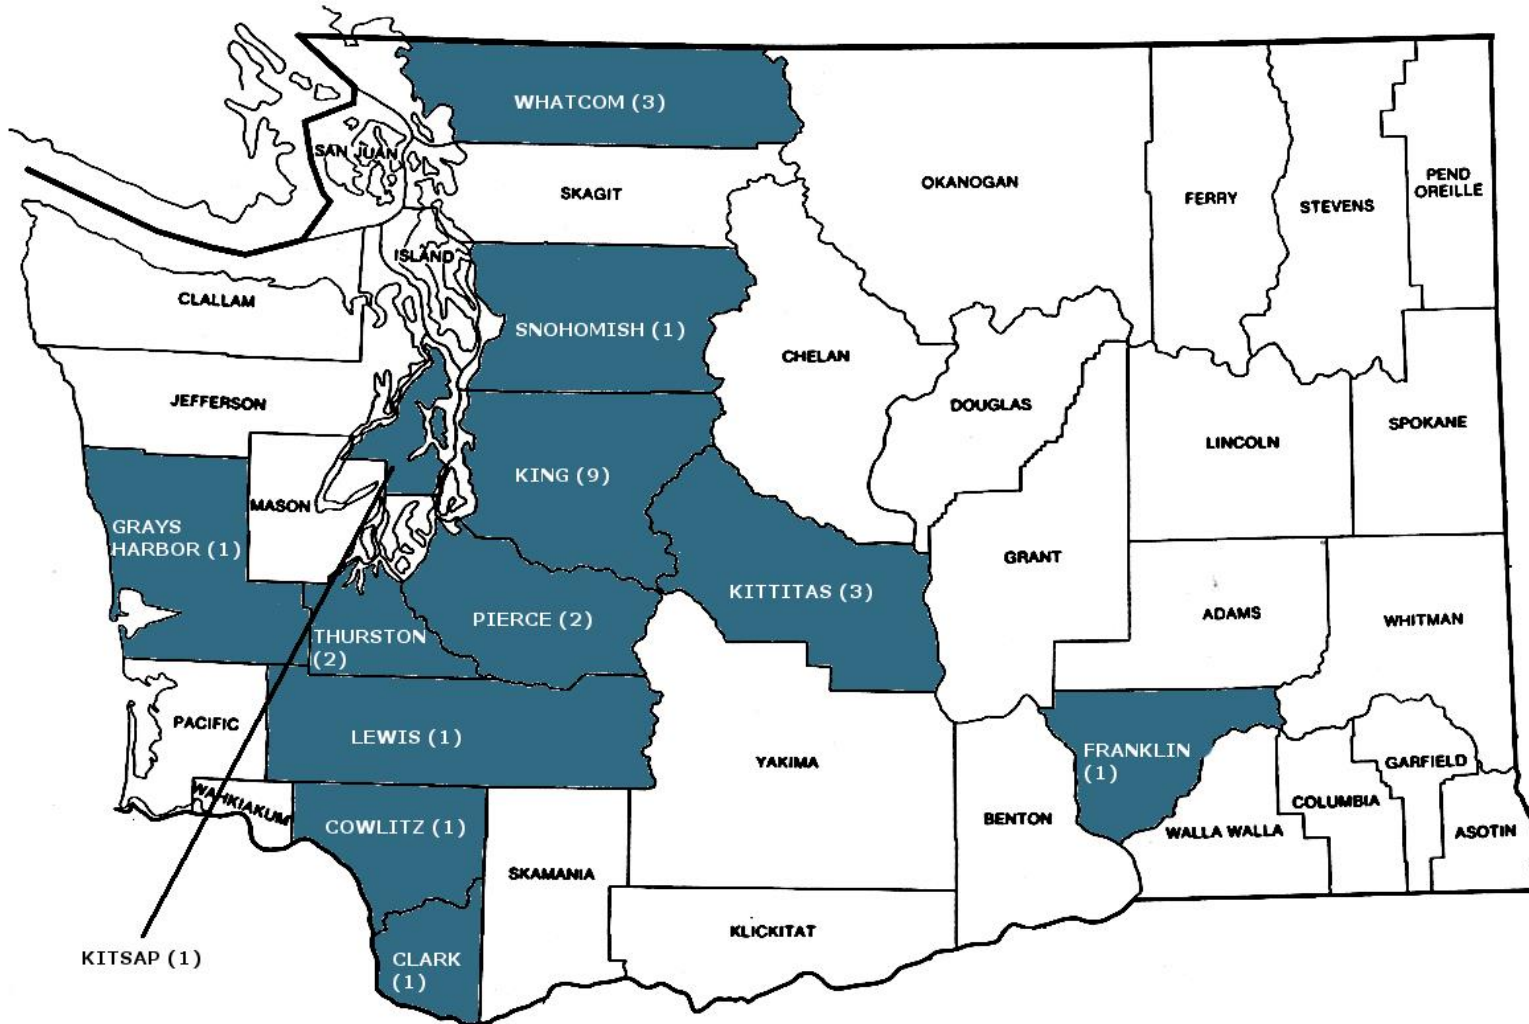 WHATCOM (3)
SAN JUAN
SKAGIT
OKANOGAN
FERRY
STEVENS
PEND
OREILLE
ISLAND
CLALLAM
SNOHOMISH (1)
CHELAN
JEFFERSON
DOUGLAS
LINCOLN
SPOKANE
KING (9)
MASON
GRAYS
HARBOR (1)
GRANT
KITTITAS (3)
PIERCE (2)
THURSTON
(2)
ADAMS
WHITMAN
PACIFIC
LEWIS (1)
YAKIMA
FRANKLIN
(1)
GARFIELD
WAHKIAKUM
COWLITZ (1)
BENTON
COLUMBIA
WALLA WALLA
ASOTIN
SKAMANIA
KLICKITAT
KITSAP (1)
CLARK
(1)